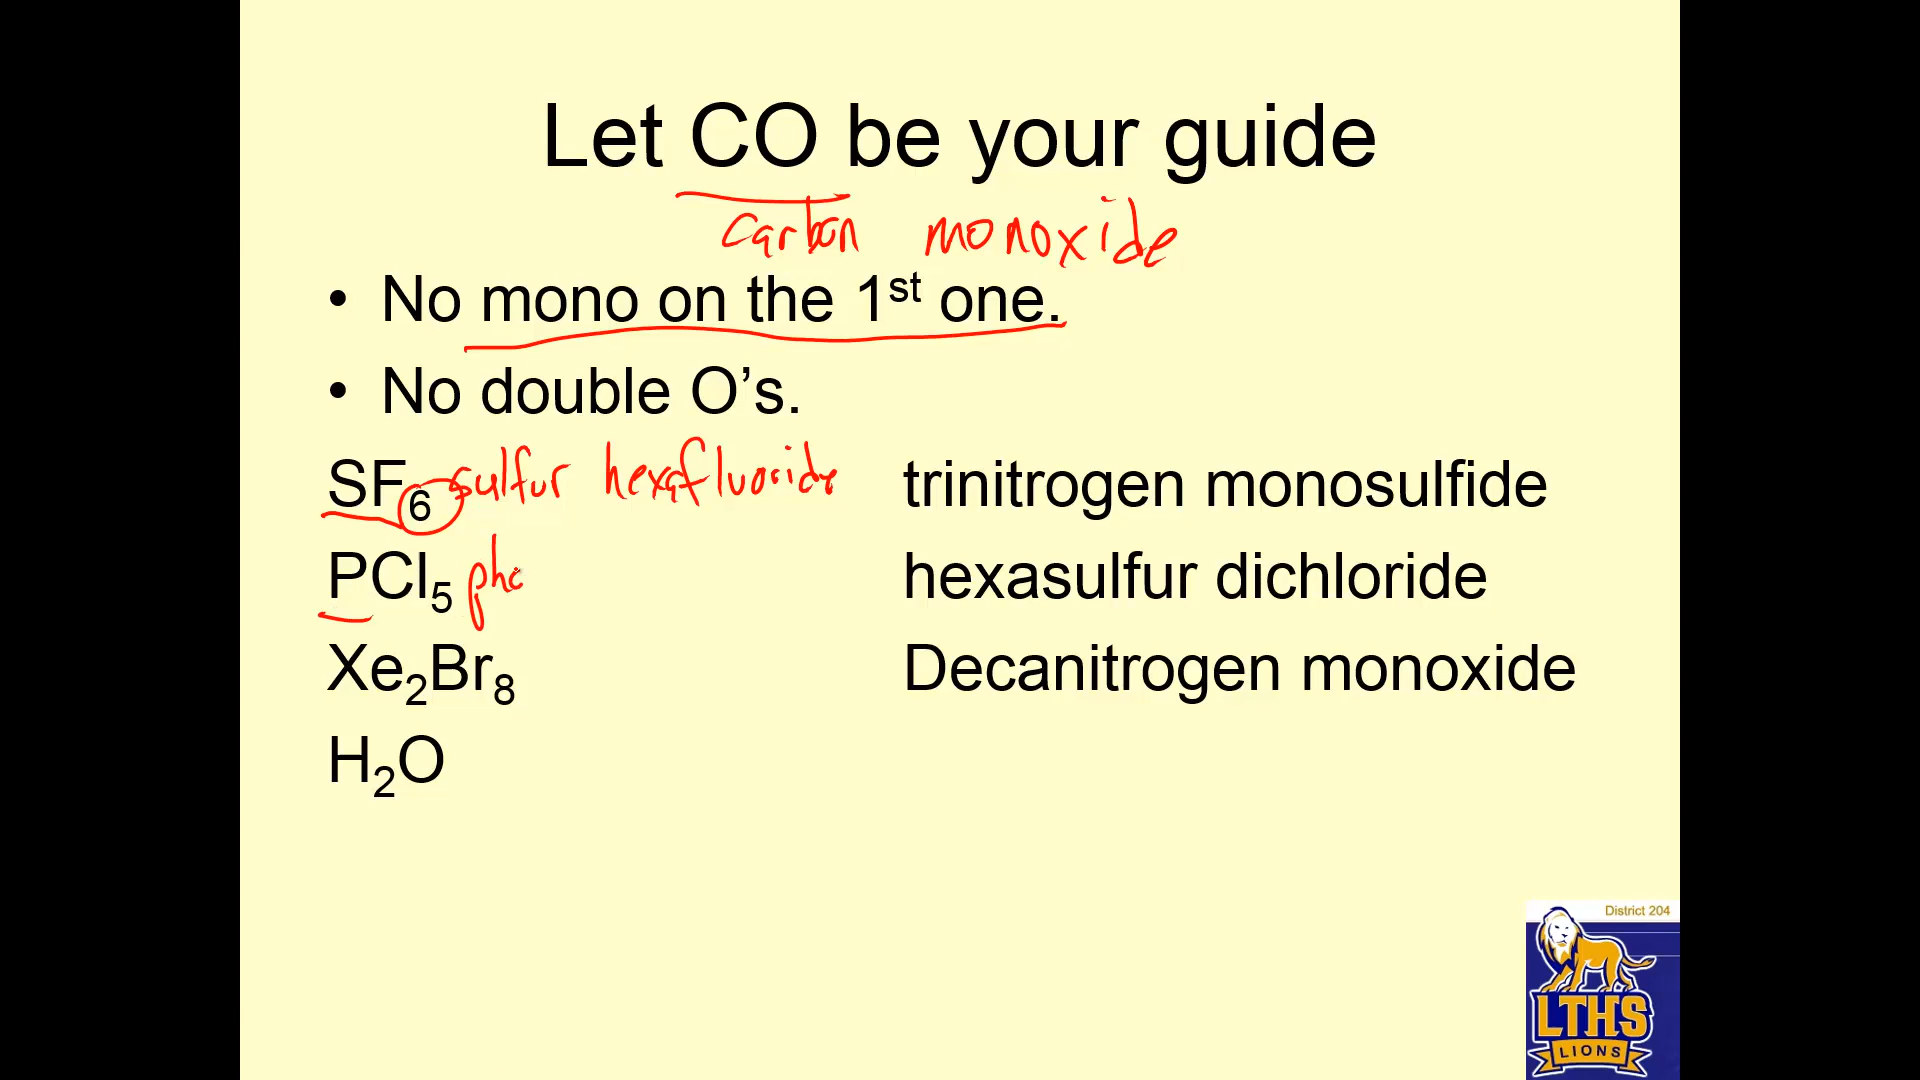 Let CO be your guide
carbon monoxide
• No mono on the 1st one.
• No double O’s.
SF6 sulfur hexafluoride
PCl5 pho
Xe2Br8
H2O
trinitrogen monosulfide
hexasulfur dichloride
Decanitrogen monoxide
District 204
LTHS
LIONS